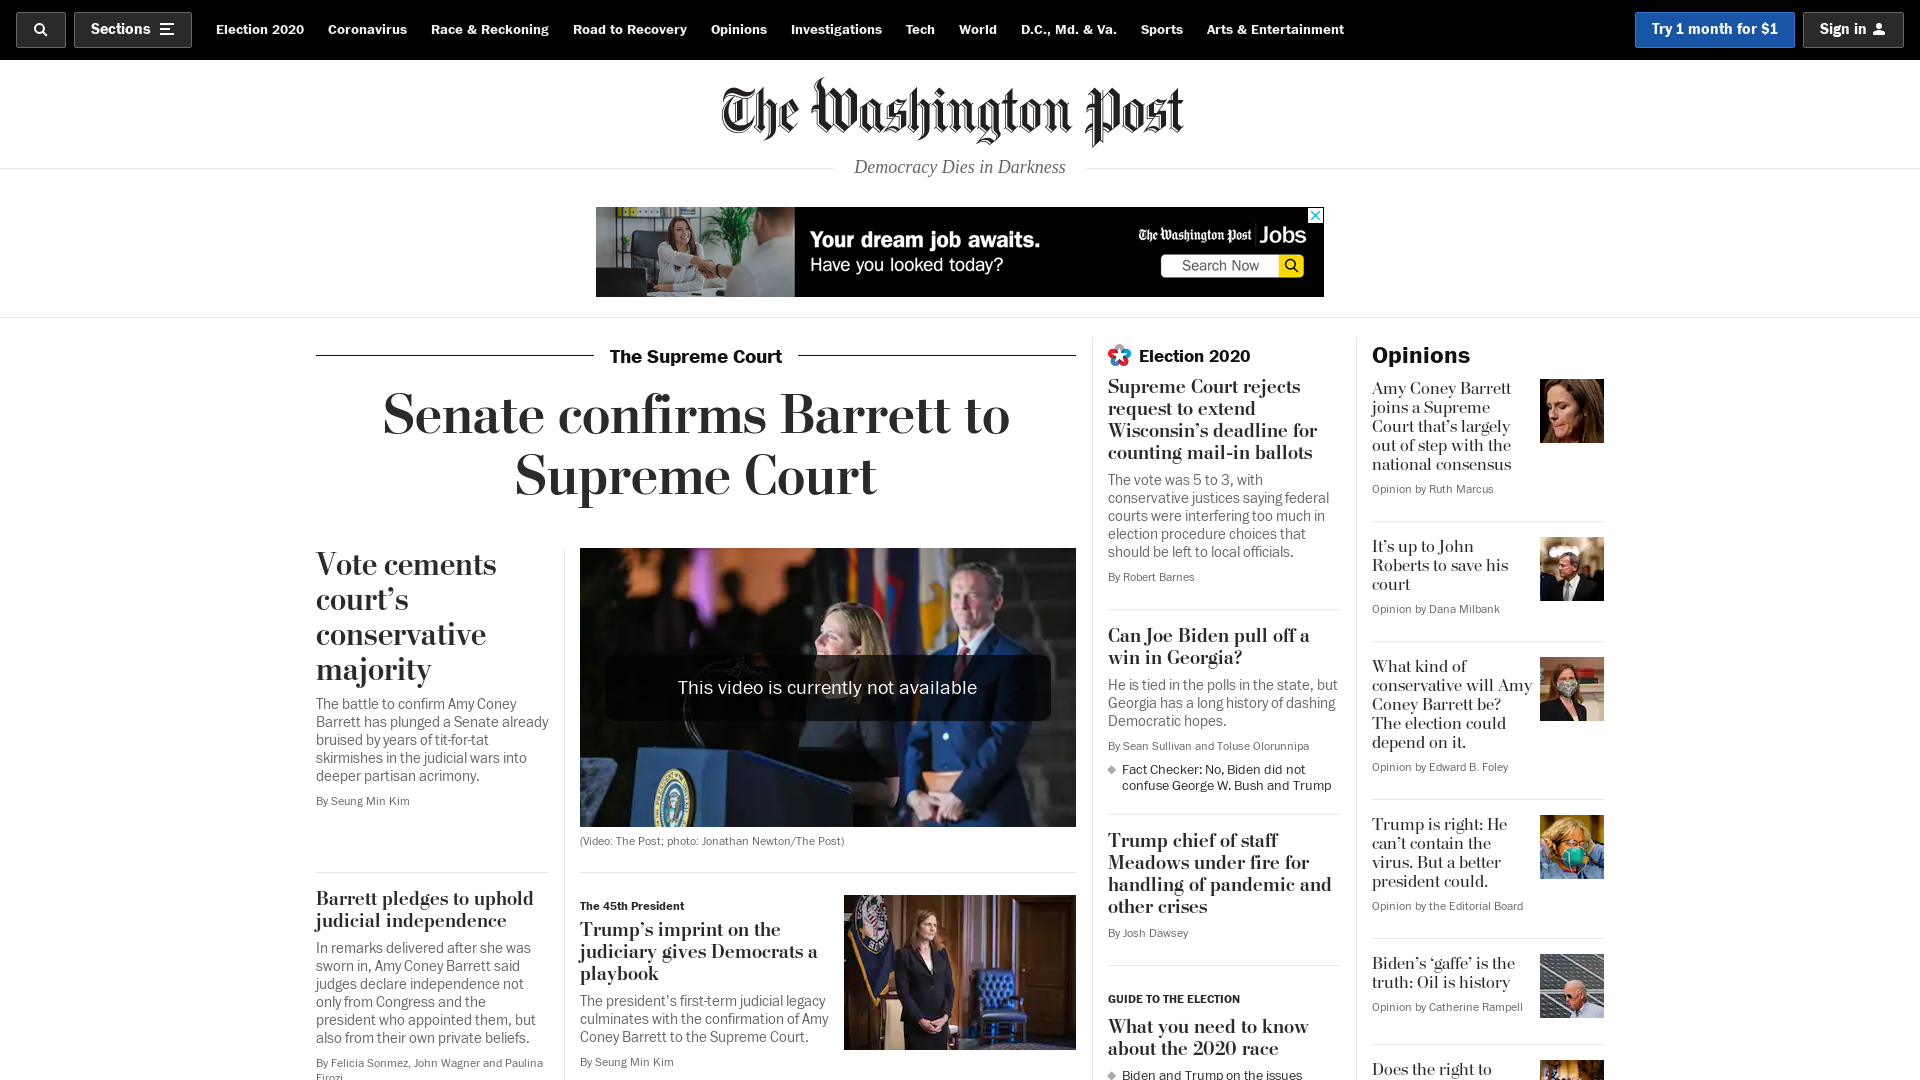 Sections
Election 2020
Coronavirus
Race & Reckoning
Road to Recovery
Opinions
Investigations
Tech
World
D.C., Md. & Va.
Sports
Arts & Entertainment
Try 1 month for $1
Sign in
The Washington Post
Democracy Dies in Darkness
Your dream job awaits.
Have you looked today?
The Washington Post Jobs
Search Now
The Supreme Court
Senate confirms Barrett to
Supreme Court
Vote cements
court’s
conservative
majority
The battle to confirm Amy Coney
Barrett has plunged a Senate already
bruised by years of tit-for-tat
skirmishes in the judicial wars into
deeper partisan acrimony.
By Seung Min Kim
This video is currently not available
(Video: The Post; photo: Jonathan Newton/The Post)
Barrett pledges to uphold
judicial independence
In remarks delivered after she was
sworn in, Amy Coney Barrett said
judges declare independence not
only from Congress and the
president who appointed them, but
also from their own private beliefs.
By Felicia Sonmez, John Wagner and Paulina
Firozi
The 45th President
Trump’s imprint on the
judiciary gives Democrats a
playbook
The president’s first-term judicial legacy
culminates with the confirmation of Amy
Coney Barrett to the Supreme Court.
By Seung Min Kim
Election 2020
Supreme Court rejects
request to extend
Wisconsin’s deadline for
counting mail-in ballots
The vote was 5 to 3, with
conservative justices saying federal
courts were interfering too much in
election procedure choices that
should be left to local officials.
By Robert Barnes
Can Joe Biden pull off a
win in Georgia?
He is tied in the polls in the state, but
Georgia has a long history of dashing
Democratic hopes.
By Sean Sullivan and Toluse Olorunnipa
Fact Checker: No, Biden did not
confuse George W. Bush and Trump
Trump chief of staff
Meadows under fire for
handling of pandemic and
other crises
By Josh Dawsey
GUIDE TO THE ELECTION
What you need to know
about the 2020 race
Biden and Trump on the issues
Opinions
Amy Coney Barrett
joins a Supreme
Court that’s largely
out of step with the
national consensus
Opinion by Ruth Marcus
It’s up to John
Roberts to save his
court
Opinion by Dana Milbank
What kind of
conservative will Amy
Coney Barrett be?
The election could
depend on it.
Opinion by Edward B. Foley
Trump is right: He
can’t contain the
virus. But a better
president could.
Opinion by the Editorial Board
Biden’s ‘gaffe’ is the
truth: Oil is history
Opinion by Catherine Rampell
Does the right to